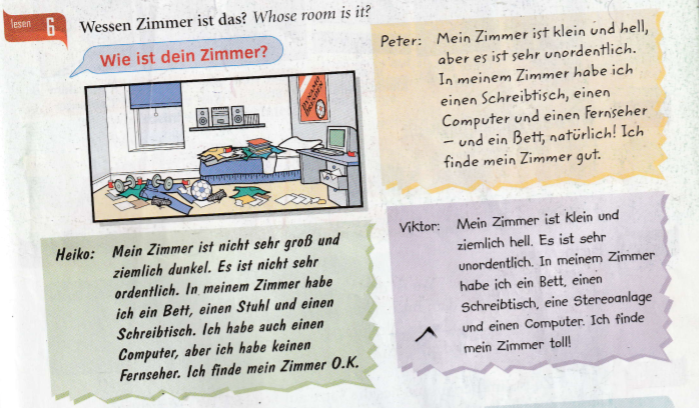 lesen 6 Wessen Zimmer ist das? Whose room is it?
Wie ist dein Zimmer?
Peter: Mein Zimmer ist klein und hell,
aber es ist sehr unordentlich.
In meinem Zimmer habe ich
einen Schreibtisch, einen
Computer und einen Fernseher
– und ein Bett, natürlich! Ich
finde mein Zimmer gut.
Heiko: Mein Zimmer ist nicht sehr groß und
ziemlich dunkel. Es ist nicht sehr
ordentlich. In meinem Zimmer habe
ich ein Bett, einen Stuhl und einen
Schreibtisch. Ich habe auch einen
Computer, aber ich habe keinen
Fernseher. Ich finde mein Zimmer O.K.
Viktor: Mein Zimmer ist klein und
ziemlich hell. Es ist sehr
unordentlich. In meinem Zimmer
habe ich ein Bett, einen
Schreibtisch, eine Stereoanlage
und einen Computer. Ich finde
mein Zimmer toll!